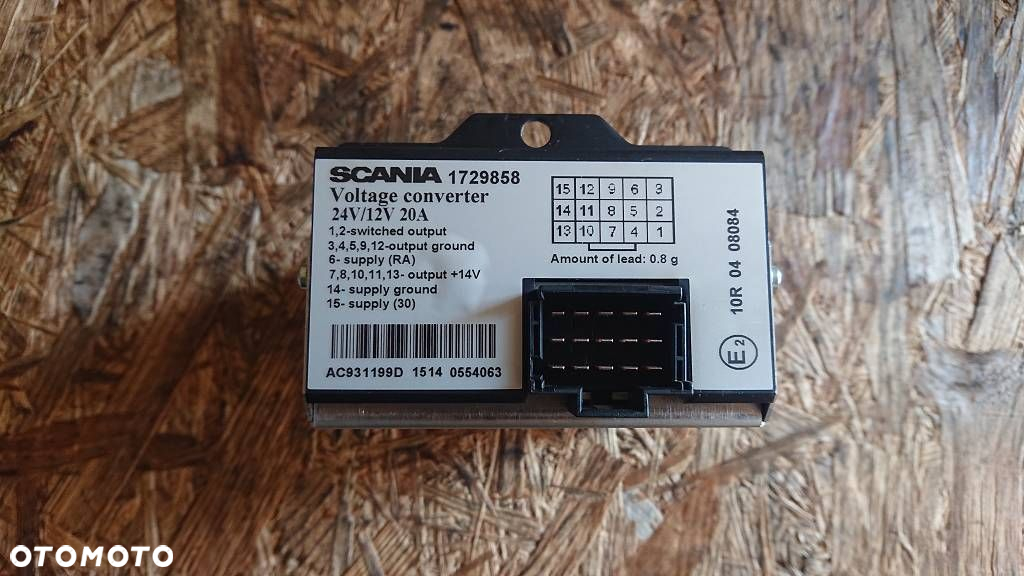 SCANIA 1729858
Voltage converter
24V/12V 20A
1,2-switched output
3,4,5,9,12-output ground
6- supply (RA)
7,8,10,11,13- output +14V
14- supply ground
15- supply (30)
AC931199D 1514 0554063
15 12 9 6 3
14 11 8 5 2
13 10 7 4 1
Amount of lead: 0.8 g
10R 04 08084
E2
OTOMOTO